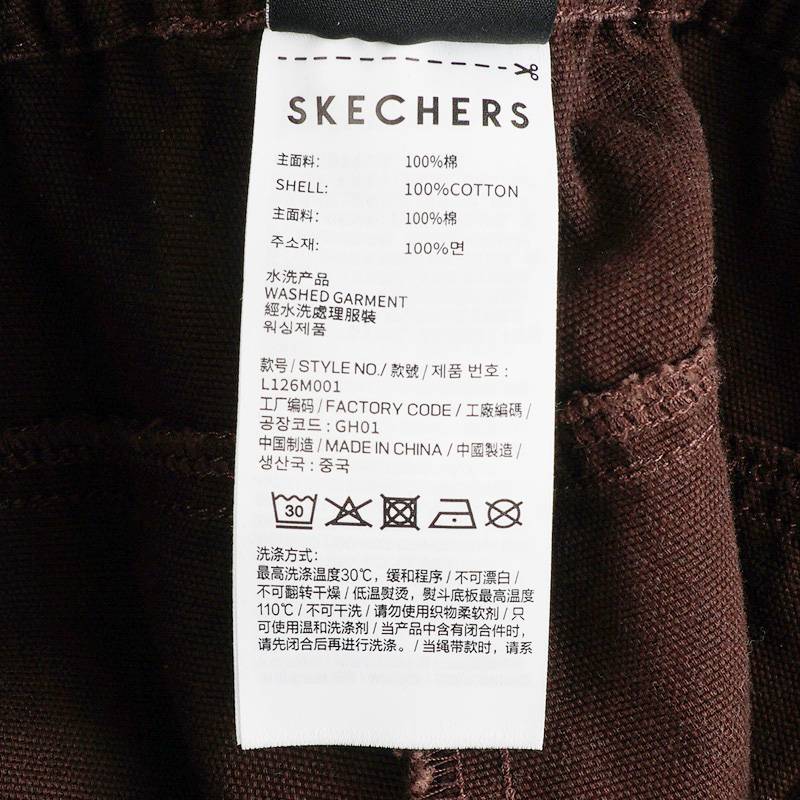 SKECHERS
主面料: 100%棉
SHELL: 100%COTTON
主面料: 100%棉
주소재: 100%면
水洗产品
WASHED GARMENT
經水洗處理服裝
워싱제품
款号 / STYLE NO./ 款號 / 제품 번호 :
L126M001
工厂编码 / FACTORY CODE / 工廠編碼 /
공장코드 : GH01
中国制造 / MADE IN CHINA / 中國製造 /
생산국 : 중국
30
洗涤方式:
最高洗涤温度30℃，缓和程序 / 不可漂白 /
不可翻转干燥 / 低温熨烫，熨斗底板最高温度
110℃ / 不可干洗 / 请勿使用织物柔软剂 / 只
可使用温和洗涤剂 / 当产品中含有闭合件时，
请先闭合后再进行洗涤。/ 当绳带款时，请系